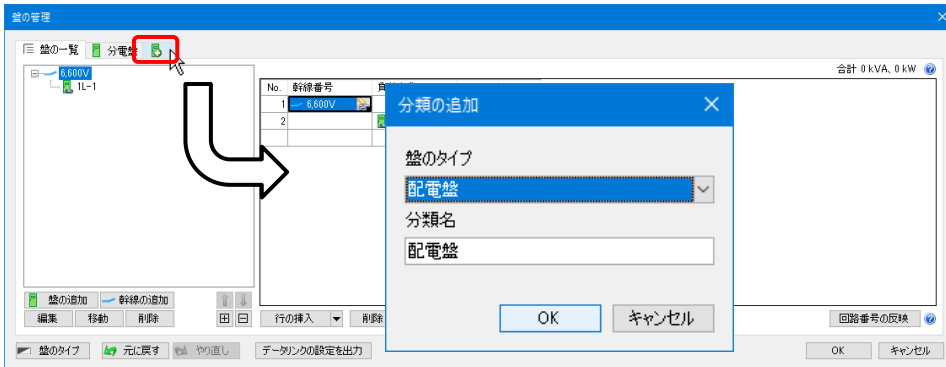 盤の管理
盤の一覧 分電盤
合計 0 kVA、0 kW
6,600V
1L-1
No. 幹線番号
1 6,600V
2
分類の追加
盤のタイプ
配電盤
分類名
配電盤
OK キャンセル
盤の追加 幹線の追加
編集 移動 削除 行の挿入 削除 回路番号の反映
盤のタイプ 元に戻す やり直し データリンクの設定を出力 OK キャンセル